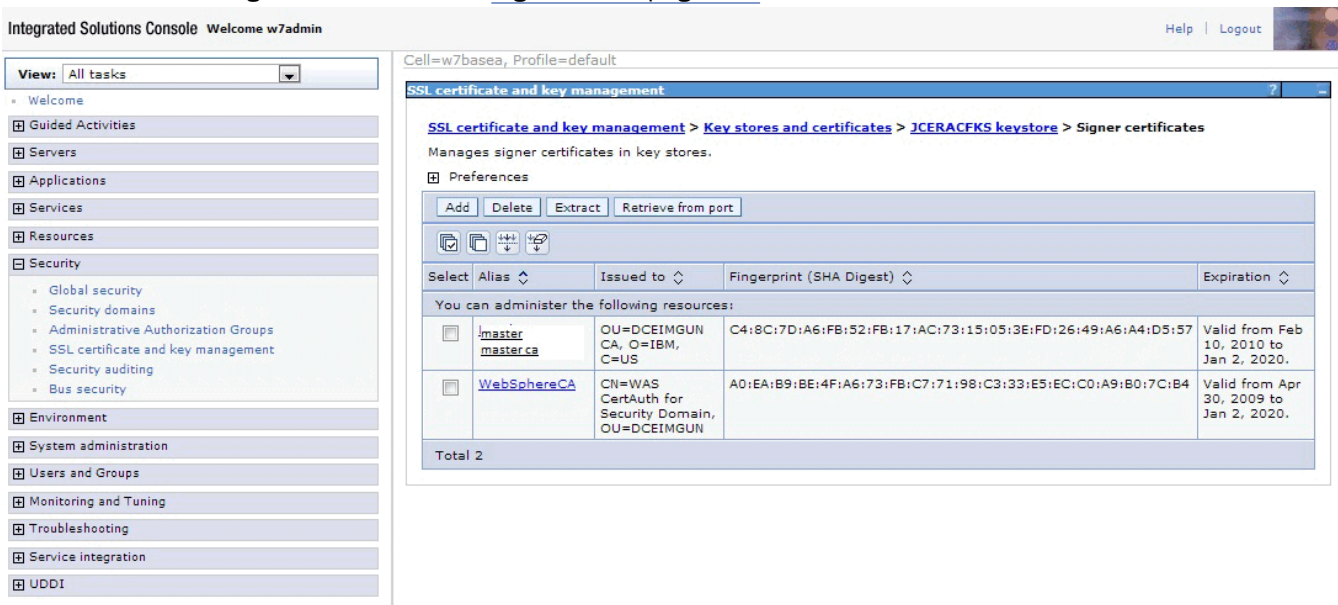 Integrated Solutions Console Welcome w7admin
Help | Logout
View: All tasks
Welcome
Guided Activities
Servers
Applications
Services
Resources
Security
Global security
Security domains
Administrative Authorization Groups
SSL certificate and key management
Security auditing
Bus security
Environment
System administration
Users and Groups
Monitoring and Tuning
Troubleshooting
Service integration
UDDI
Cell=w7basea, Profile=default
SSL certificate and key management ? –
SSL certificate and key management > Key stores and certificates > JCERACFKS keystore > Signer certificates
Manages signer certificates in key stores.
Preferences
Add Delete Extract Retrieve from port
Select Alias Issued to Fingerprint (SHA Digest) Expiration
You can administer the following resources:
master
master ca
OU=DCEIMGUN
CA, O=IBM,
C=US
C4:8C:7D:A6:FB:52:FB:17:AC:73:15:05:3E:FD:26:49:A6:A4:D5:57
Valid from Feb
10, 2010 to
Jan 2, 2020.
WebSphereCA
CN=WAS
CertAuth for
Security Domain,
OU=DCEIMGUN
A0:EA:B9:BE:4F:A6:73:FB:C7:71:98:C3:33:E5:EC:C0:A9:B0:7C:B4
Valid from Apr
30, 2009 to
Jan 2, 2020.
Total 2